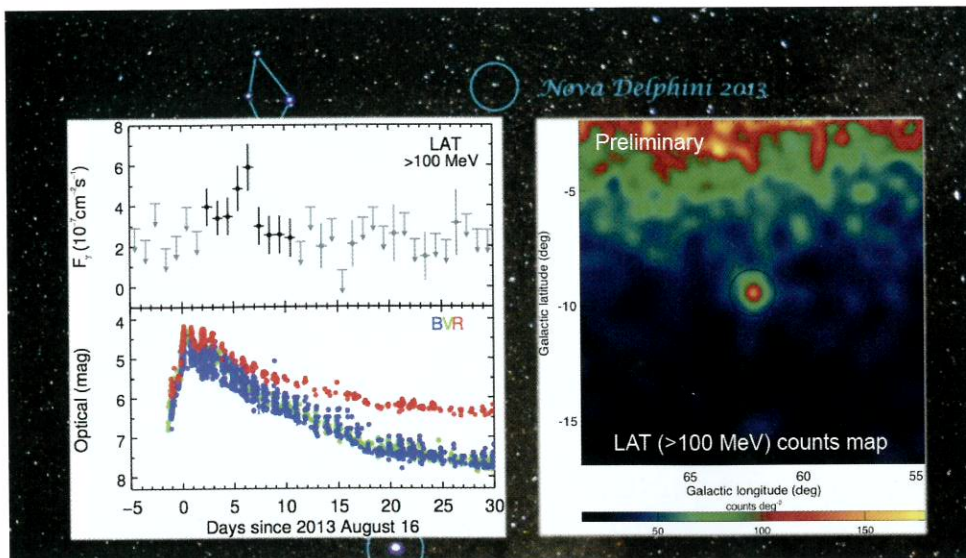 Nova Delphini 2013
LAT
>100 MeV
8
6
4
2
0
Fγ (10⁻⁷cm⁻²s⁻¹)
BVR
4
5
6
7
8
Optical (mag)
-5 0 5 10 15 20 25 30
Days since 2013 August 16
Preliminary
-5
-10
-15
Galactic latitude (deg)
LAT (>100 MeV) counts map
65 60 55
Galactic longitude (deg)
counts deg⁻²
50 100 150